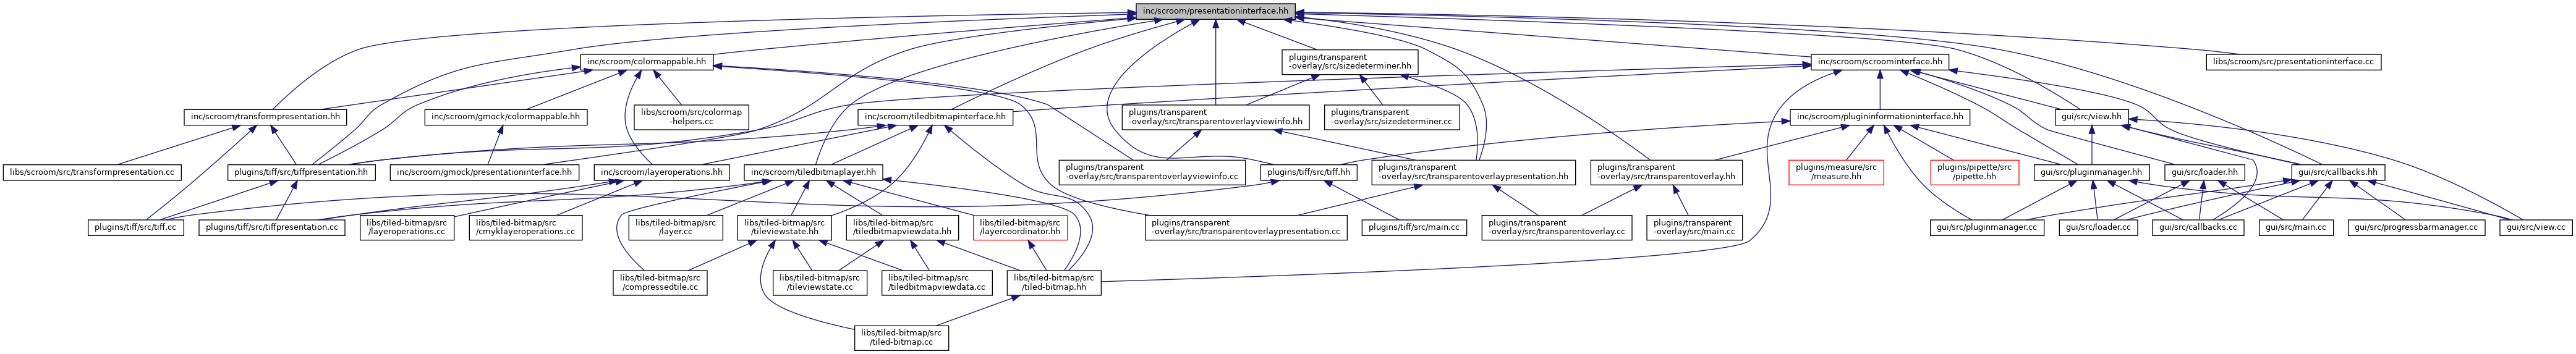 inc/scroom/presentationinterface.hh
inc/scroom/colormappable.hh
plugins/transparent
-overlay/src/sizedeterminer.hh
inc/scroom/scroominterface.hh
libs/scroom/src/presentationinterface.cc
inc/scroom/transformpresentation.hh
inc/scroom/gmock/colormappable.hh
libs/scroom/src/colormap
-helpers.cc
inc/scroom/tiledbitmapinterface.hh
plugins/transparent
-overlay/src/transparentoverlayviewinfo.hh
plugins/transparent
-overlay/src/sizedeterminer.cc
inc/scroom/plugininformationinterface.hh
gui/src/view.hh
libs/scroom/src/transformpresentation.cc
plugins/tiff/src/tiffpresentation.hh
inc/scroom/gmock/presentationinterface.hh
inc/scroom/layeroperations.hh
inc/scroom/tiledbitmaplayer.hh
plugins/transparent
-overlay/src/transparentoverlayviewinfo.cc
plugins/tiff/src/tiff.hh
plugins/transparent
-overlay/src/transparentoverlaypresentation.hh
plugins/transparent
-overlay/src/transparentoverlay.hh
plugins/measure/src
/measure.hh
plugins/pipette/src
/pipette.hh
gui/src/pluginmanager.hh
gui/src/loader.hh
gui/src/callbacks.hh
plugins/tiff/src/tiff.cc
plugins/tiff/src/tiffpresentation.cc
libs/tiled-bitmap/src
/layeroperations.cc
libs/tiled-bitmap/src
/cmyklayeroperations.cc
libs/tiled-bitmap/src
/layer.cc
libs/tiled-bitmap/src
/tileviewstate.hh
libs/tiled-bitmap/src
/tiledbitmapviewdata.hh
libs/tiled-bitmap/src
/layercoordinator.hh
plugins/transparent
-overlay/src/transparentoverlaypresentation.cc
plugins/tiff/src/main.cc
plugins/transparent
-overlay/src/transparentoverlay.cc
plugins/transparent
-overlay/src/main.cc
gui/src/pluginmanager.cc
gui/src/loader.cc
gui/src/callbacks.cc
gui/src/main.cc
gui/src/progressbarmanager.cc
gui/src/view.cc
libs/tiled-bitmap/src
/compressedtile.cc
libs/tiled-bitmap/src
/tileviewstate.cc
libs/tiled-bitmap/src
/tiledbitmapviewdata.cc
libs/tiled-bitmap/src
/tiled-bitmap.hh
libs/tiled-bitmap/src
/tiled-bitmap.cc